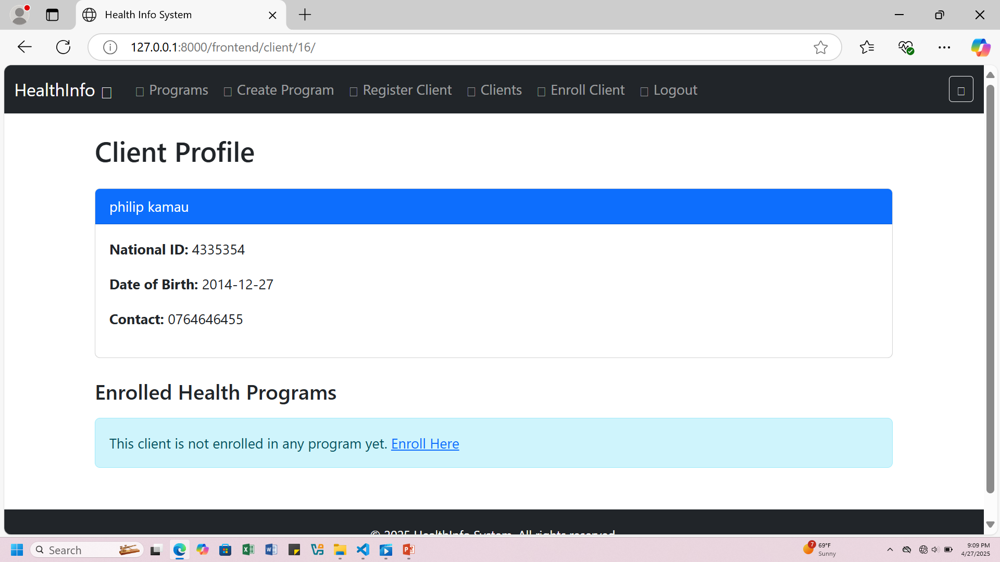 Health Info System
127.0.0.1:8000/frontend/client/16/
HealthInfo
Programs
Create Program
Register Client
Clients
Enroll Client
Logout
Client Profile
philip kamau
National ID: 4335354
Date of Birth: 2014-12-27
Contact: 0764646455
Enrolled Health Programs
This client is not enrolled in any program yet. Enroll Here
© 2025 HealthInfo System. All rights reserved.
Search
7
69°F
Sunny
9:09 PM
4/27/2025